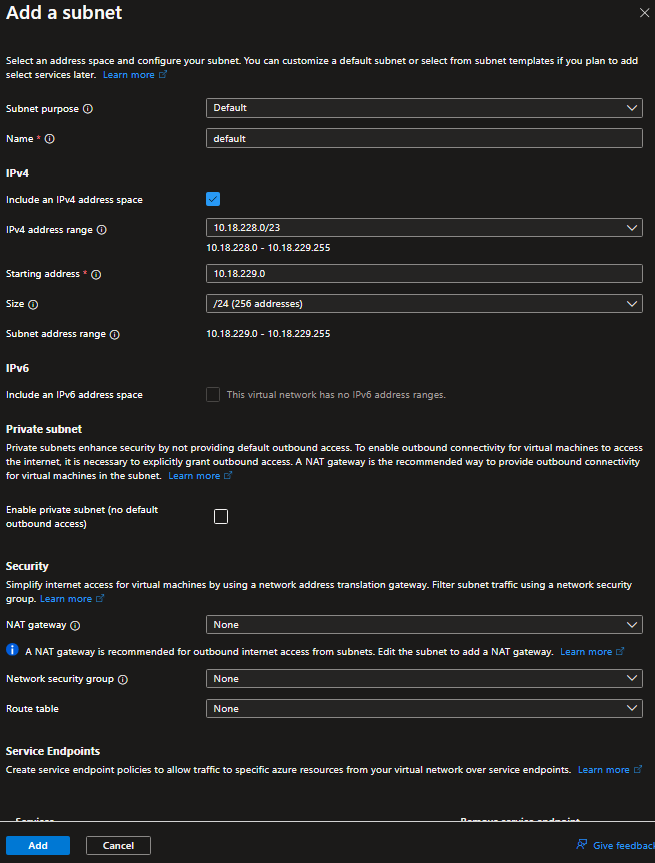 Add a subnet
Select an address space and configure your subnet. You can customize a default subnet or select from subnet templates if you plan to add
select services later. Learn more
Subnet purpose
Default
Name *
default
IPv4
Include an IPv4 address space
IPv4 address range
10.18.228.0/23
10.18.228.0 - 10.18.229.255
Starting address *
10.18.229.0
Size
/24 (256 addresses)
Subnet address range
10.18.229.0 - 10.18.229.255
IPv6
Include an IPv6 address space
This virtual network has no IPv6 address ranges.
Private subnet
Private subnets enhance security by not providing default outbound access. To enable outbound connectivity for virtual machines to access
the internet, it is necessary to explicitly grant outbound access. A NAT gateway is the recommended way to provide outbound connectivity
for virtual machines in the subnet. Learn more
Enable private subnet (no default
outbound access)
Security
Simplify internet access for virtual machines by using a network address translation gateway. Filter subnet traffic using a network security
group. Learn more
NAT gateway
None
A NAT gateway is recommended for outbound internet access from subnets. Edit the subnet to add a NAT gateway. Learn more
Network security group
None
Route table
None
Service Endpoints
Create service endpoint policies to allow traffic to specific azure resources from your virtual network over service endpoints. Learn more
Services
Remove service endpoint
Add
Cancel
Give feedback